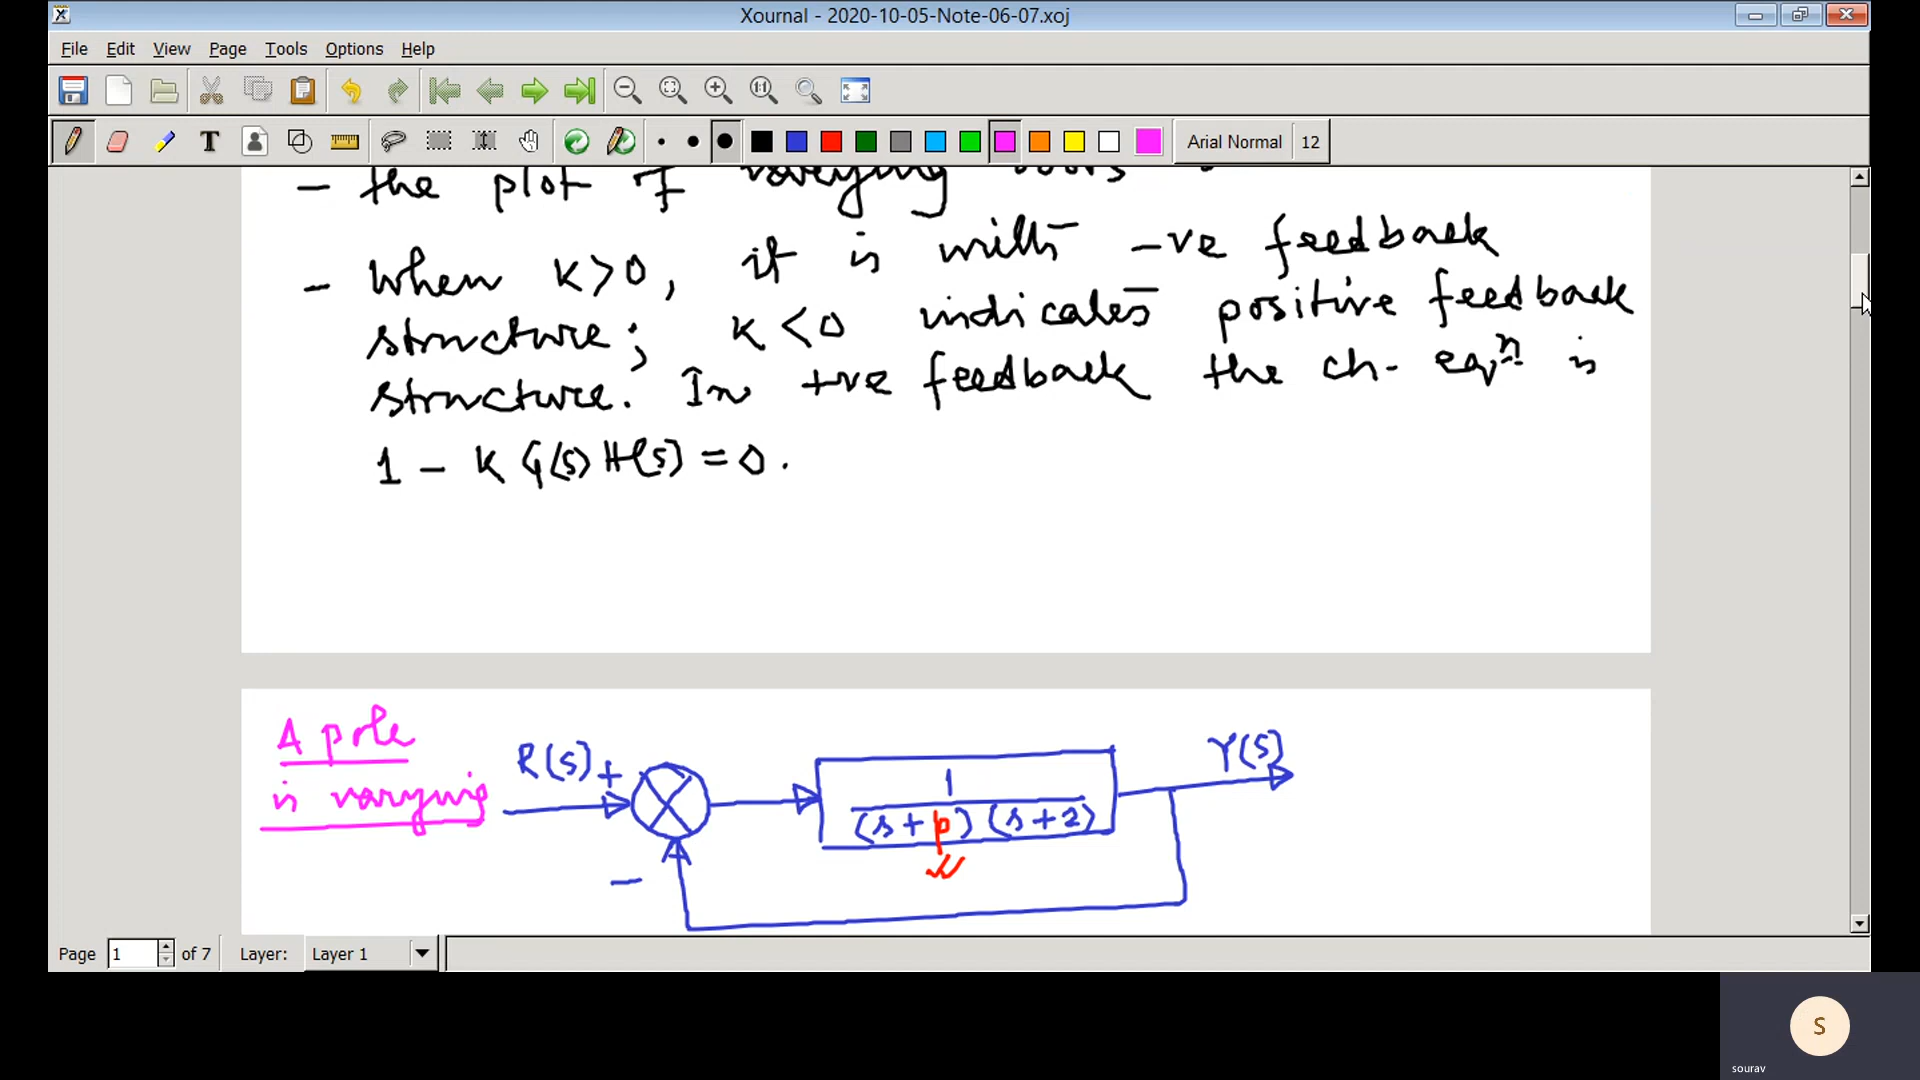 Xournal - 2020-10-05-Note-06-07.xoj
File Edit View Page Tools Options Help
Arial Normal 12
- the plot of varying roots
- When K>0, it is with -ve feedback
structure; K<0 indicates positive feedback
structure. In +ve feedback the ch. eqn is
1 - K G(s) H(s) = 0.
A pole
is varying
R(s) +
Y(s)
1
(s+p)(s+2)
-
Page 1 of 7 Layer: Layer 1
S
sourav